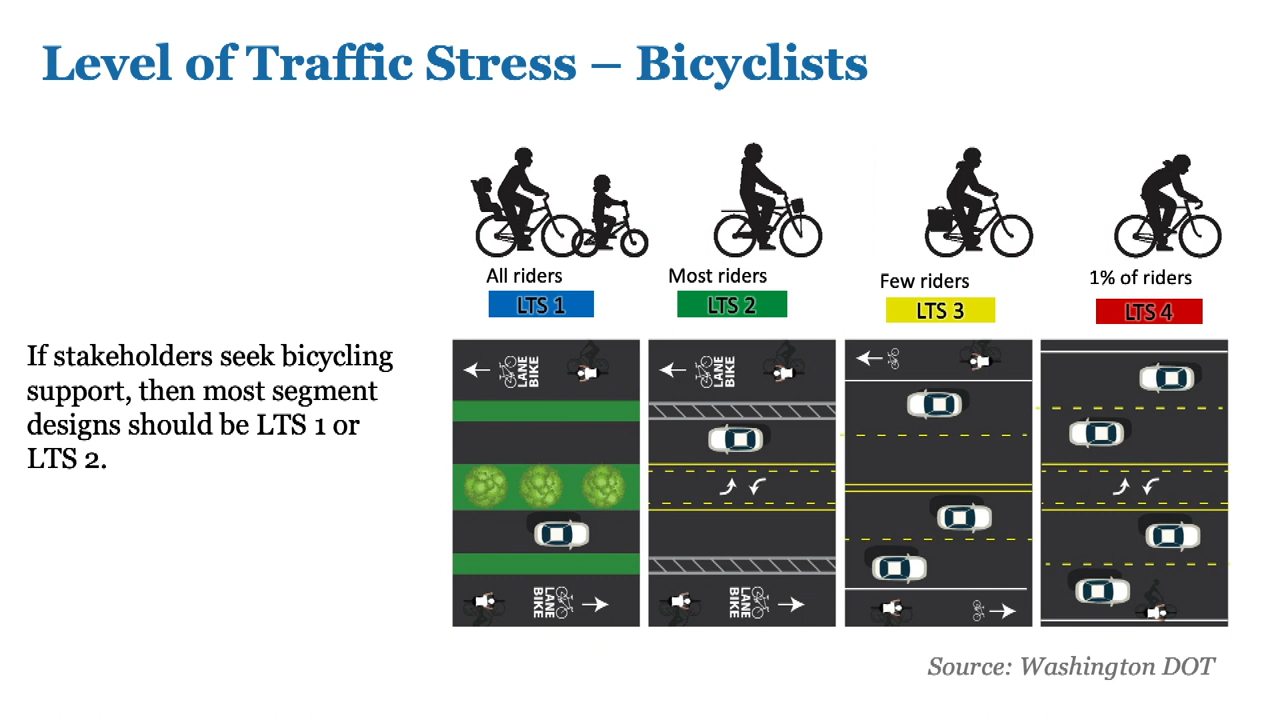 Level of Traffic Stress – Bicyclists
All riders
Most riders
Few riders
1% of riders
LTS 1
LTS 2
LTS 3
LTS 4
If stakeholders seek bicycling
support, then most segment
designs should be LTS 1 or
LTS 2.
LANE
BIKE
LANE
BIKE
LANE
BIKE
LANE
BIKE
Source: Washington DOT